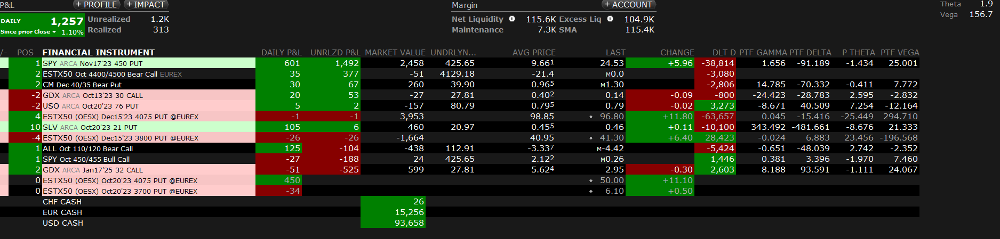 P&L + PROFILE + IMPACT Margin + ACCOUNT Theta 1.9
DAILY 1,257 Unrealized 1.2K Net Liquidity 115.6K Excess Liq 104.9K Vega 156.7
Since prior Close 1.10% Realized 313 Maintenance 7.3K SMA 115.4K
/- POS FINANCIAL INSTRUMENT DAILY P&L UNRLZD P&L MARKET VALUE UNDRLYN... AVG PRICE LAST CHANGE DLT D PTF GAMMA PTF DELTA P THETA PTF VEGA
1 SPY ARCA Nov17'23 450 PUT 601 1,492 2,458 425.65 9.661 24.53 +5.96 -38,814 1.656 -91.189 -1.434 25.001
2 ESTX50 Oct 4400/4500 Bear Call EUREX 35 377 -51 4129.18 -21.4 M0.0 -3,080
2 CM Dec 40/35 Bear Put 30 67 260 39.90 0.965 M1.30 -2,806 14.785 -70.332 -0.411 7.772
-2 GDX ARCA Oct13'23 30 CALL 20 53 -27 27.81 0.402 0.14 -0.09 -800 -24.423 -28.783 2.595 -2.832
-2 USO ARCA Oct20'23 76 PUT 5 2 -157 80.79 0.795 0.79 -0.02 3,273 -8.671 40.509 7.254 -12.164
4 ESTX50 (OESX) Dec15'23 4075 PUT @EUREX -1 -1 3,953 98.85 96.80 +11.80 -63,657 0.045 -15.416 -25.449 294.710
10 SLV ARCA Oct20'23 21 PUT 105 6 460 20.97 0.455 0.46 +0.11 -10,100 343.492 -481.661 -8.676 21.333
-4 ESTX50 (OESX) Dec15'23 3800 PUT @EUREX -26 -26 -1,664 40.95 41.30 +6.40 28,423 -0.024 6.883 23.456 -196.568
1 ALL Oct 110/120 Bear Call 125 -104 -438 112.91 -3.337 M-4.42 -5,424 -0.651 -48.039 2.742 -2.352
1 SPY Oct 450/455 Bull Call -27 -188 24 425.65 2.122 M0.26 1,446 0.381 3.396 -1.970 7.460
2 GDX ARCA Jan17'25 32 CALL -51 -525 599 27.81 5.624 2.95 -0.30 2,603 8.188 93.591 -1.111 24.067
0 ESTX50 (OESX) Oct20'23 4075 PUT @EUREX 450 50.00 +11.10
0 ESTX50 (OESX) Oct20'23 3700 PUT @EUREX -34 6.10 +0.50
CHF CASH 26
EUR CASH 15,256
USD CASH 93,658